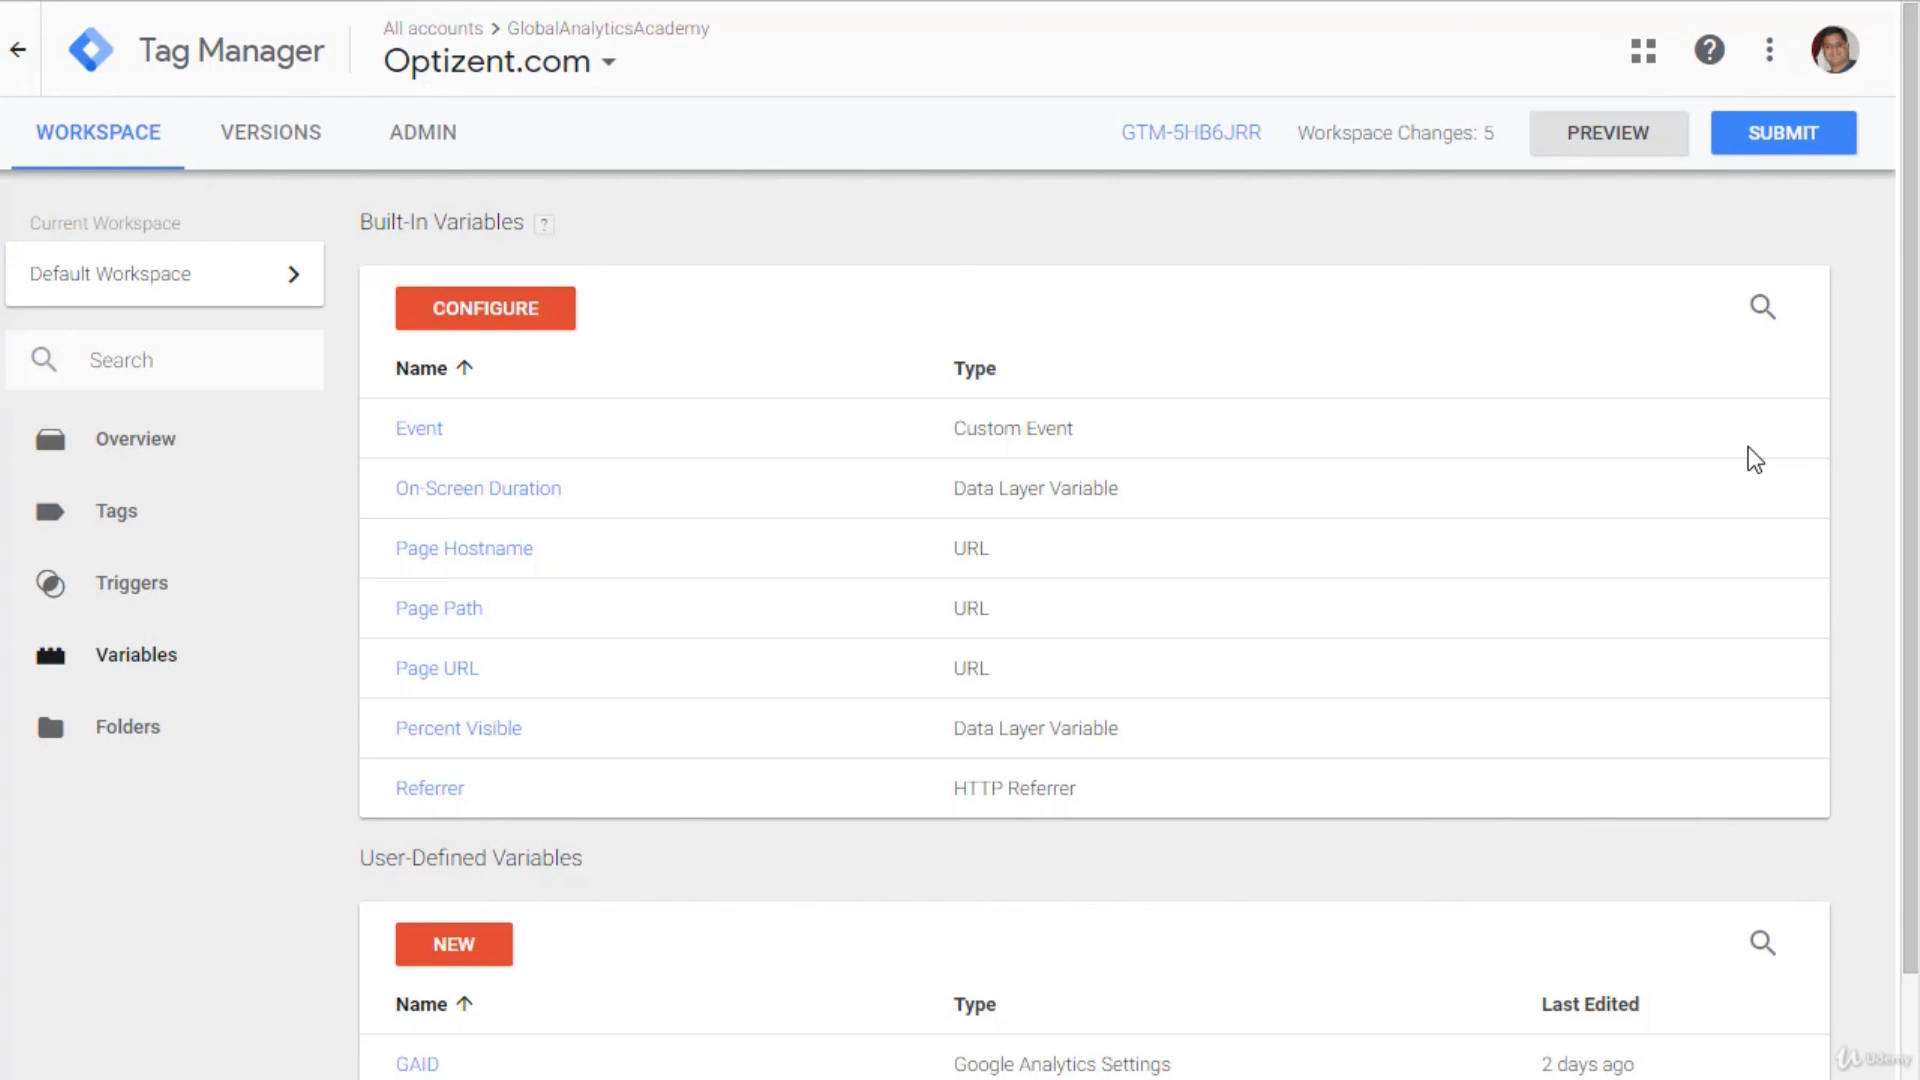 All accounts > GlobalAnalyticsAcademy
Tag Manager
Optizent.com
WORKSPACE VERSIONS ADMIN GTM-5HB6JRR Workspace Changes: 5 PREVIEW SUBMIT
Current Workspace
Default Workspace
Search
Overview
Tags
Triggers
Variables
Folders
Built-In Variables ?
CONFIGURE
Name Type
Event Custom Event
On-Screen Duration Data Layer Variable
Page Hostname URL
Page Path URL
Page URL URL
Percent Visible Data Layer Variable
Referrer HTTP Referrer
User-Defined Variables
NEW
Name Type Last Edited
GAID Google Analytics Settings 2 days ago
Udemy